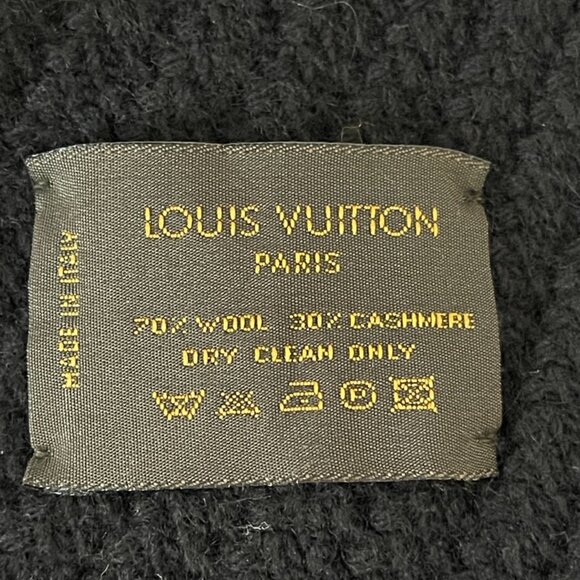 LOUIS VUITTON
PARIS
MADE IN ITALY
70% WOOL 30% CASHMERE
DRY CLEAN ONLY
P